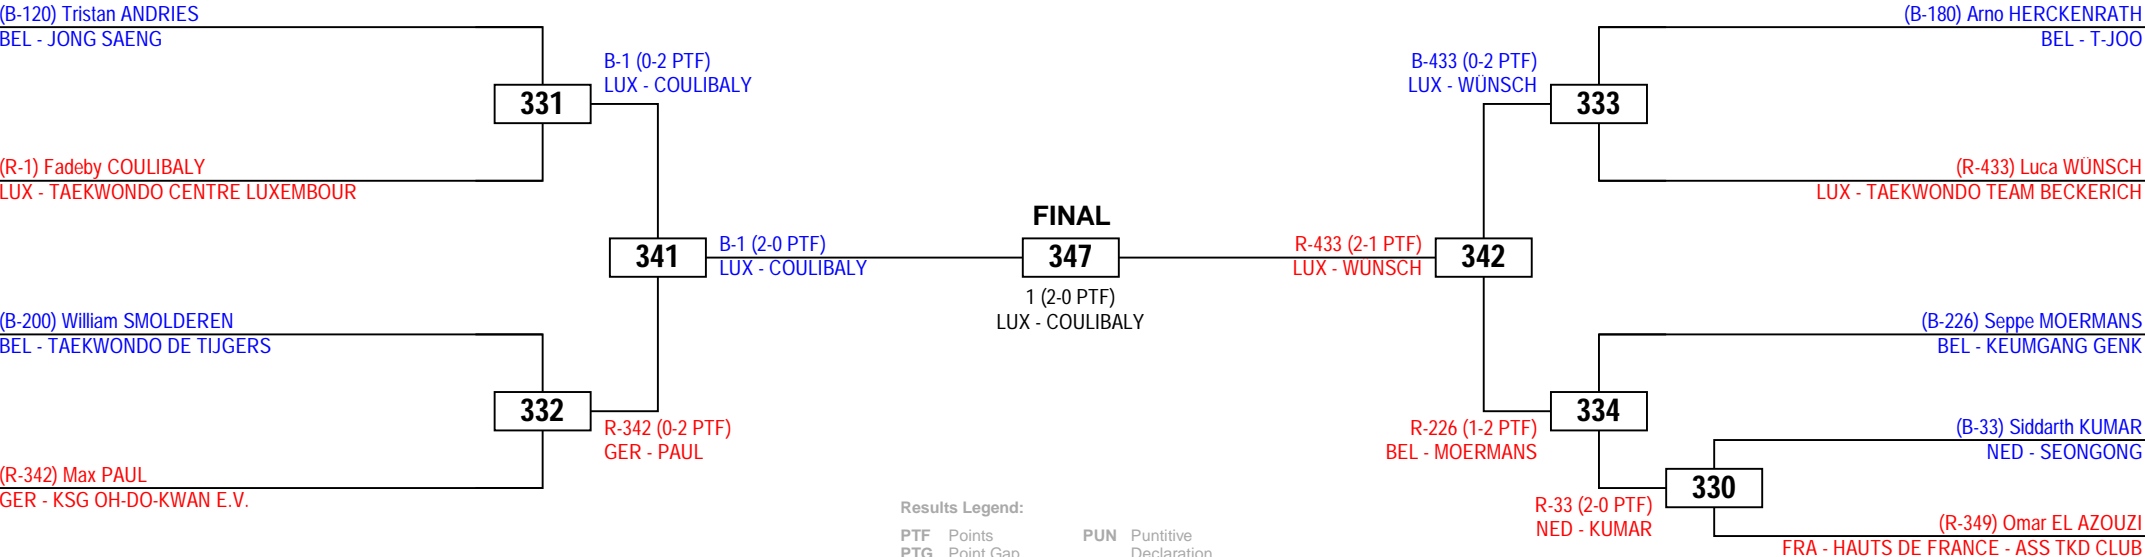 (B-120) Tristan ANDRIES
BEL - JONG SAENG
B-1 (0-2 PTF)
LUX - COULIBALY
331
(R-1) Fadeby COULIBALY
LUX - TAEKWONDO CENTRE LUXEMBOUR
341
B-1 (2-0 PTF)
LUX - COULIBALY
(B-200) William SMOLDEREN
BEL - TAEKWONDO DE TIJGERS
332
R-342 (0-2 PTF)
GER - PAUL
(R-342) Max PAUL
GER - KSG OH-DO-KWAN E.V.
FINAL
347
1 (2-0 PTF)
LUX - COULIBALY
(B-180) Arno HERCKENRATH
BEL - T-JOO
B-433 (0-2 PTF)
LUX - WÜNSCH
333
(R-433) Luca WÜNSCH
LUX - TAEKWONDO TEAM BECKERICH
R-433 (2-1 PTF)
LUX - WÜNSCH
342
(B-226) Seppe MOERMANS
BEL - KEUMGANG GENK
334
R-226 (1-2 PTF)
BEL - MOERMANS
(B-33) Siddarth KUMAR
NED - SEONGONG
330
R-33 (2-0 PTF)
NED - KUMAR
(R-349) Omar EL AZOUZI
FRA - HAUTS DE FRANCE - ASS TKD CLUB
Results Legend:
PTF Points PUN Puntitive
PTG Point Gap Declaration